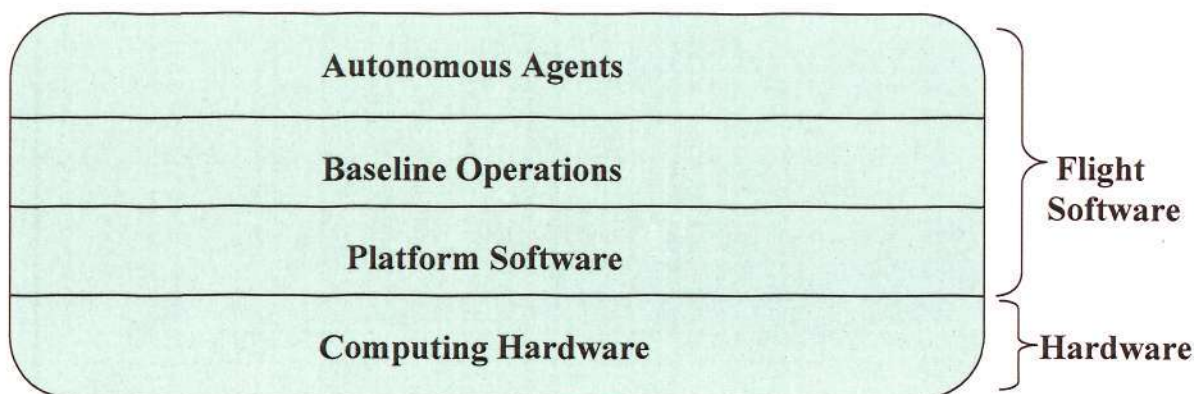 Autonomous Agents
Baseline Operations
Flight
Software
Platform Software
Computing Hardware
Hardware